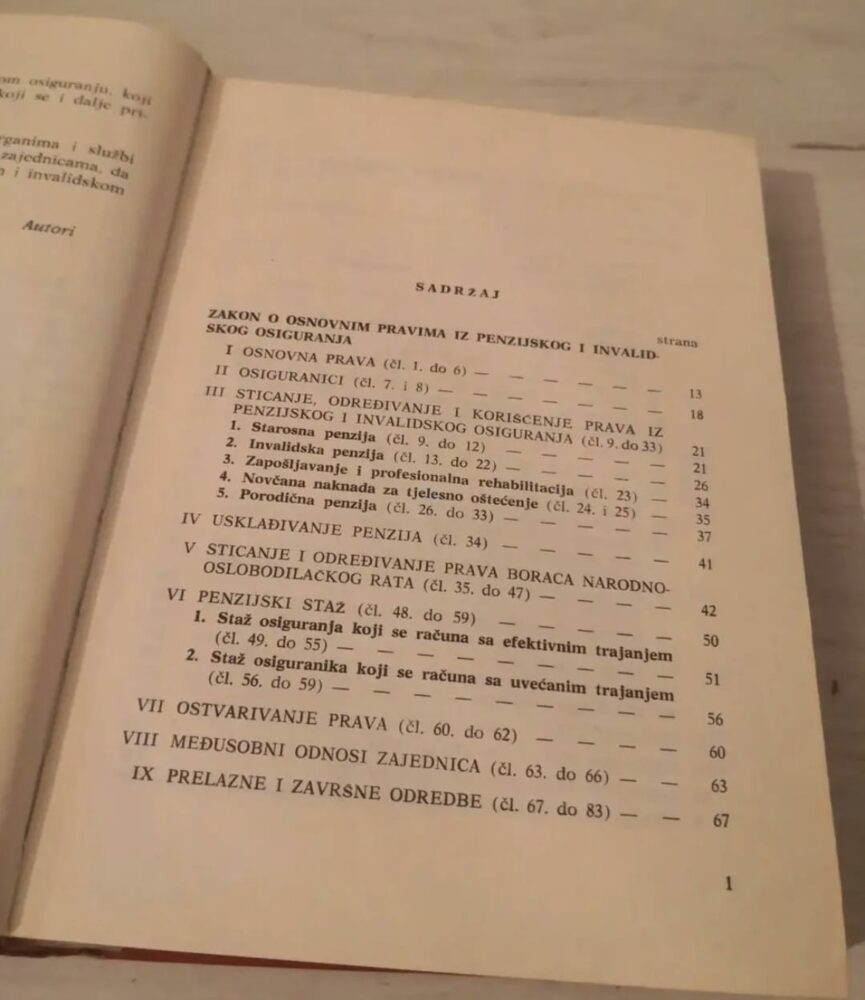 om osiguranju, koji
koji se i dalje pri-
rganima i službi
zajednicama, da
i invalidskom
Autori
SADRŽAJ
strana
ZAKON O OSNOVNIM PRAVIMA IZ PENZIJSKOG I INVALID-
SKOG OSIGURANJA
I OSNOVNA PRAVA (čl. 1. do 6) — — — — — 13
II OSIGURANICI (čl. 7. i 8) — — — — — — 18
III STICANJE, ODREĐIVANJE I KORIŠĆENJE PRAVA IZ
PENZIJSKOG I INVALIDSKOG OSIGURANJA (čl. 9. do 33) 21
1. Starosna penzija (čl. 9. do 12) — — — — — 21
2. Invalidska penzija (čl. 13. do 22) — — — — 26
3. Zapošljavanje i profesionalna rehabilitacija (čl. 23) — 34
4. Novčana naknada za tjelesno oštećenje (čl. 24. i 25) — 35
5. Porodična penzija (čl. 26. do 33) — — — — 37
IV USKLAĐIVANJE PENZIJA (čl. 34) — — — — 41
V STICANJE I ODREĐIVANJE PRAVA BORACA NARODNO-
OSLOBODILAČKOG RATA (čl. 35. do 47) — — — — 42
VI PENZIJSKI STAŽ (čl. 48. do 59) — — — — — 50
1. Staž osiguranja koji se računa sa efektivnim trajanjem
(čl. 49. do 55) — — — — — — — — 51
2. Staž osiguranika koji se računa sa uvećanim trajanjem
(čl. 56. do 59) — — — — — — — — 56
VII OSTVARIVANJE PRAVA (čl. 60. do 62) — — — — 60
VIII MEĐUSOBNI ODNOSI ZAJEDNICA (čl. 63. do 66) — — 63
IX PRELAZNE I ZAVRŠNE ODREDBE (čl. 67. do 83) — — 67
1